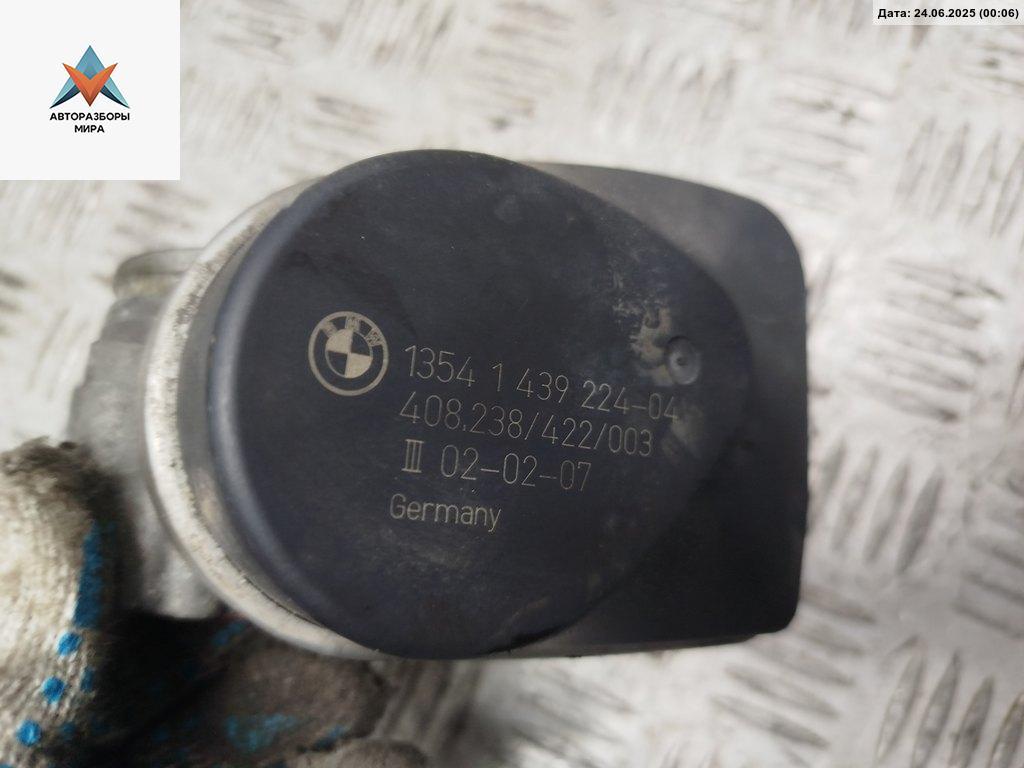 Дата: 24.06.2025 (00:06)
АВТОРАЗБОРЫ
МИРА
BMW
1354 1 439 224-04
408.238/422/003
III 02-02-07
Germany